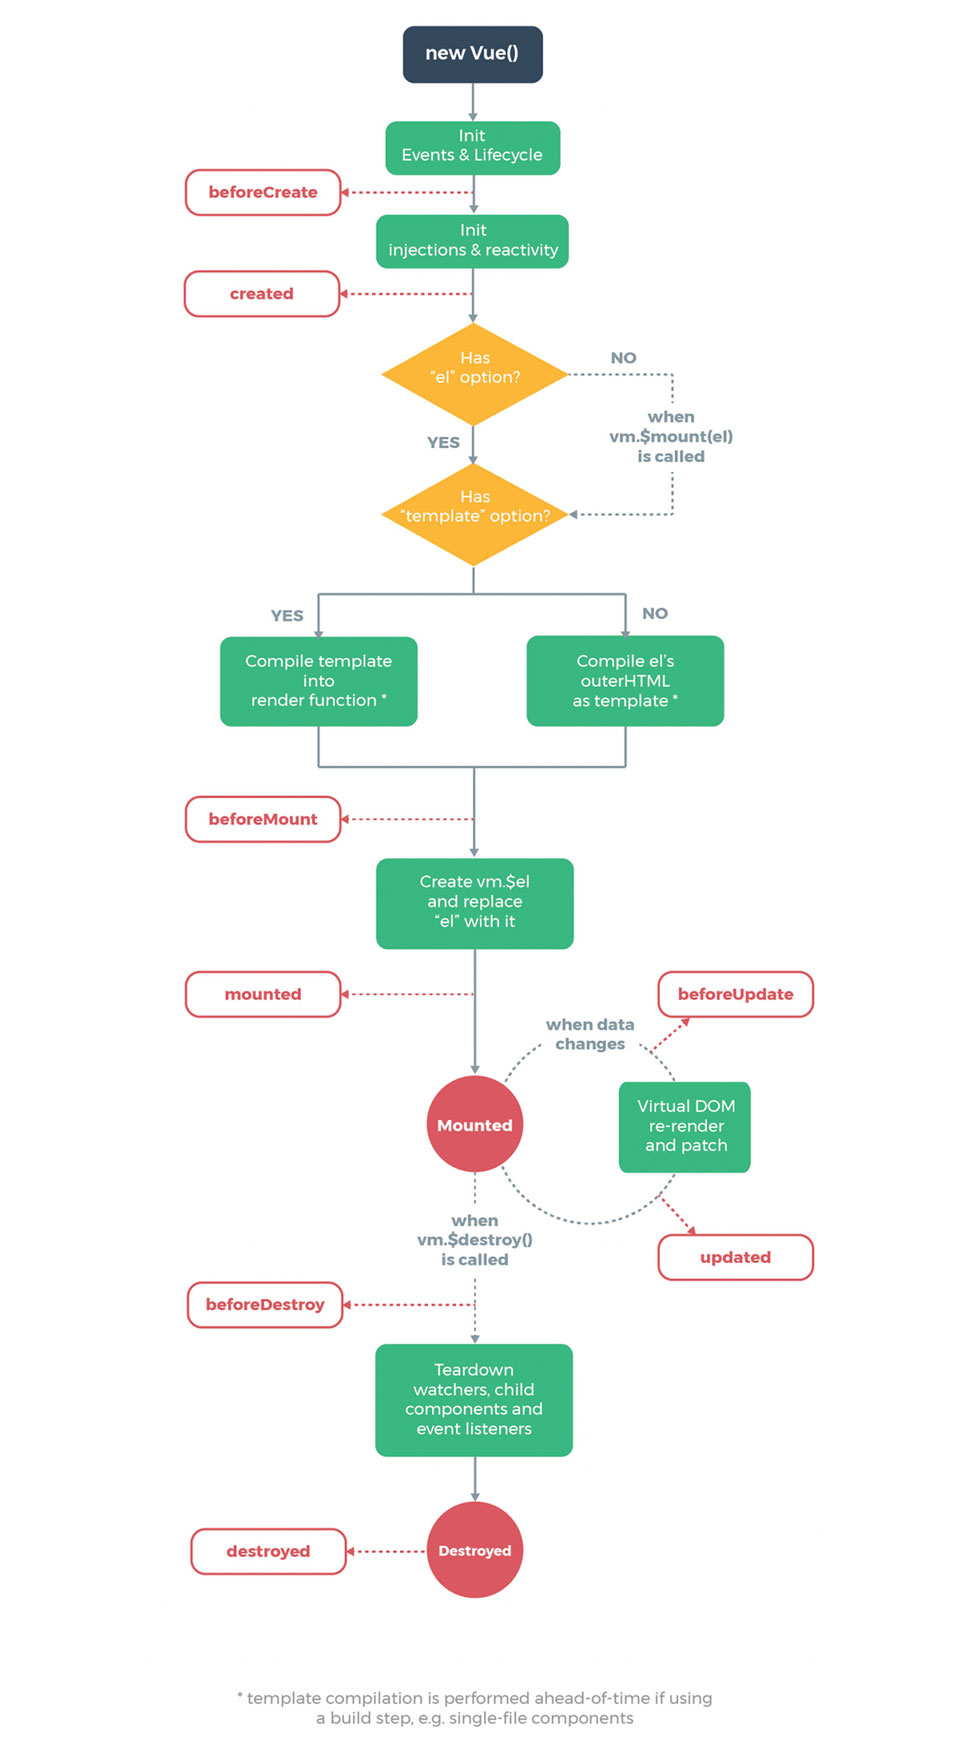 new Vue()
Init
Events & Lifecycle
beforeCreate
Init
injections & reactivity
created
Has
“el” option?
NO
when
vm.$mount(el)
is called
YES
Has
“template” option?
YES
NO
Compile template
into
render function *
Compile el’s
outerHTML
as template *
beforeMount
Create vm.$el
and replace
“el” with it
mounted
beforeUpdate
when data
changes
Mounted
Virtual DOM
re-render
and patch
when
vm.$destroy()
is called
updated
beforeDestroy
Teardown
watchers, child
components and
event listeners
destroyed
Destroyed
* template compilation is performed ahead-of-time if using
a build step, e.g. single-file components